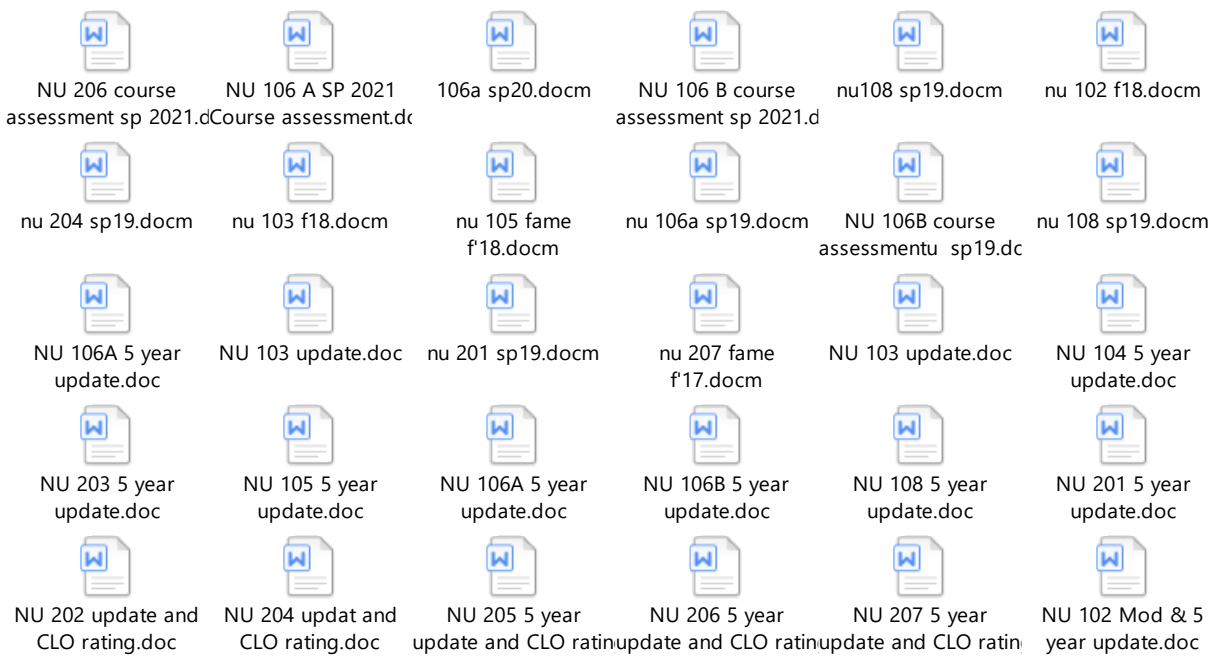 NU 206 course
assessment sp 2021.d
NU 106 A SP 2021
Course assessment.dc
106a sp20.docm
NU 106 B course
assessment sp 2021.d
nu108 sp19.docm
nu 102 f18.docm
nu 204 sp19.docm
nu 103 f18.docm
nu 105 fame
f'18.docm
nu 106a sp19.docm
NU 106B course
assessmentu  sp19.dc
nu 108 sp19.docm
NU 106A 5 year
update.doc
NU 103 update.doc
nu 201 sp19.docm
nu 207 fame
f'17.docm
NU 103 update.doc
NU 104 5 year
update.doc
NU 203 5 year
update.doc
NU 105 5 year
update.doc
NU 106A 5 year
update.doc
NU 106B 5 year
update.doc
NU 108 5 year
update.doc
NU 201 5 year
update.doc
NU 202 update and
CLO rating.doc
NU 204 updat and
CLO rating.doc
NU 205 5 year
update and CLO ratin
NU 206 5 year
update and CLO ratin
NU 207 5 year
update and CLO ratin
NU 102 Mod & 5
year update.doc